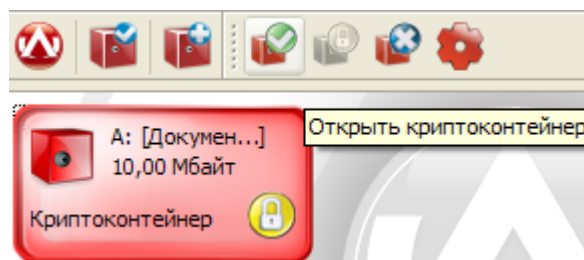 А: [Докумен...]
Открыть криптоконтейнер
10,00 Мбайт
Криптоконтейнер